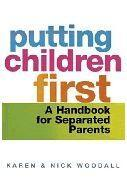 putting
children
first
A Handbook
for Separated
Parents
KAREN & NICK WOODALL